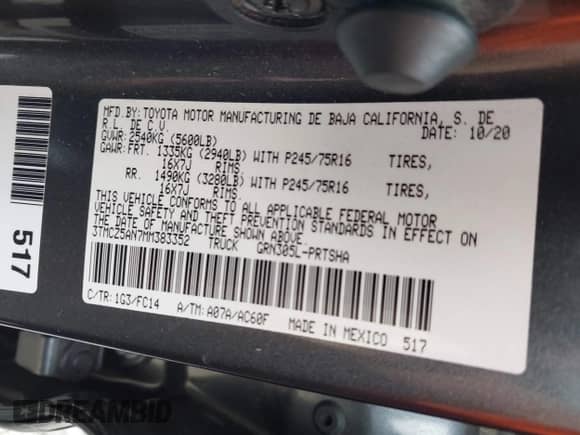 MFD.BY: TOYOTA MOTOR MANUFACTURING DE BAJA CALIFORNIA, S. DE
R.L. DE C.V. DATE: 10/20
GVWR: 2540KG (5600LB)
GAWR: FRT. 1335KG (2940LB) WITH P245/75R16 TIRES,
16X7J RIMS
RR. 1490KG (3280LB) WITH P245/75R16 TIRES,
16X7J RIMS
THIS VEHICLE CONFORMS TO ALL APPLICABLE FEDERAL MOTOR
VEHICLE SAFETY AND THEFT PREVENTION STANDARDS IN EFFECT ON
THE DATE OF MANUFACTURE SHOWN ABOVE.
3TMCZ5AN7MM383352 TRUCK GRN305L-PRTSHA
C/TR: 1G3/FC14 A/TM: A07A/AC60F MADE IN MEXICO 517
517
DREAMBID